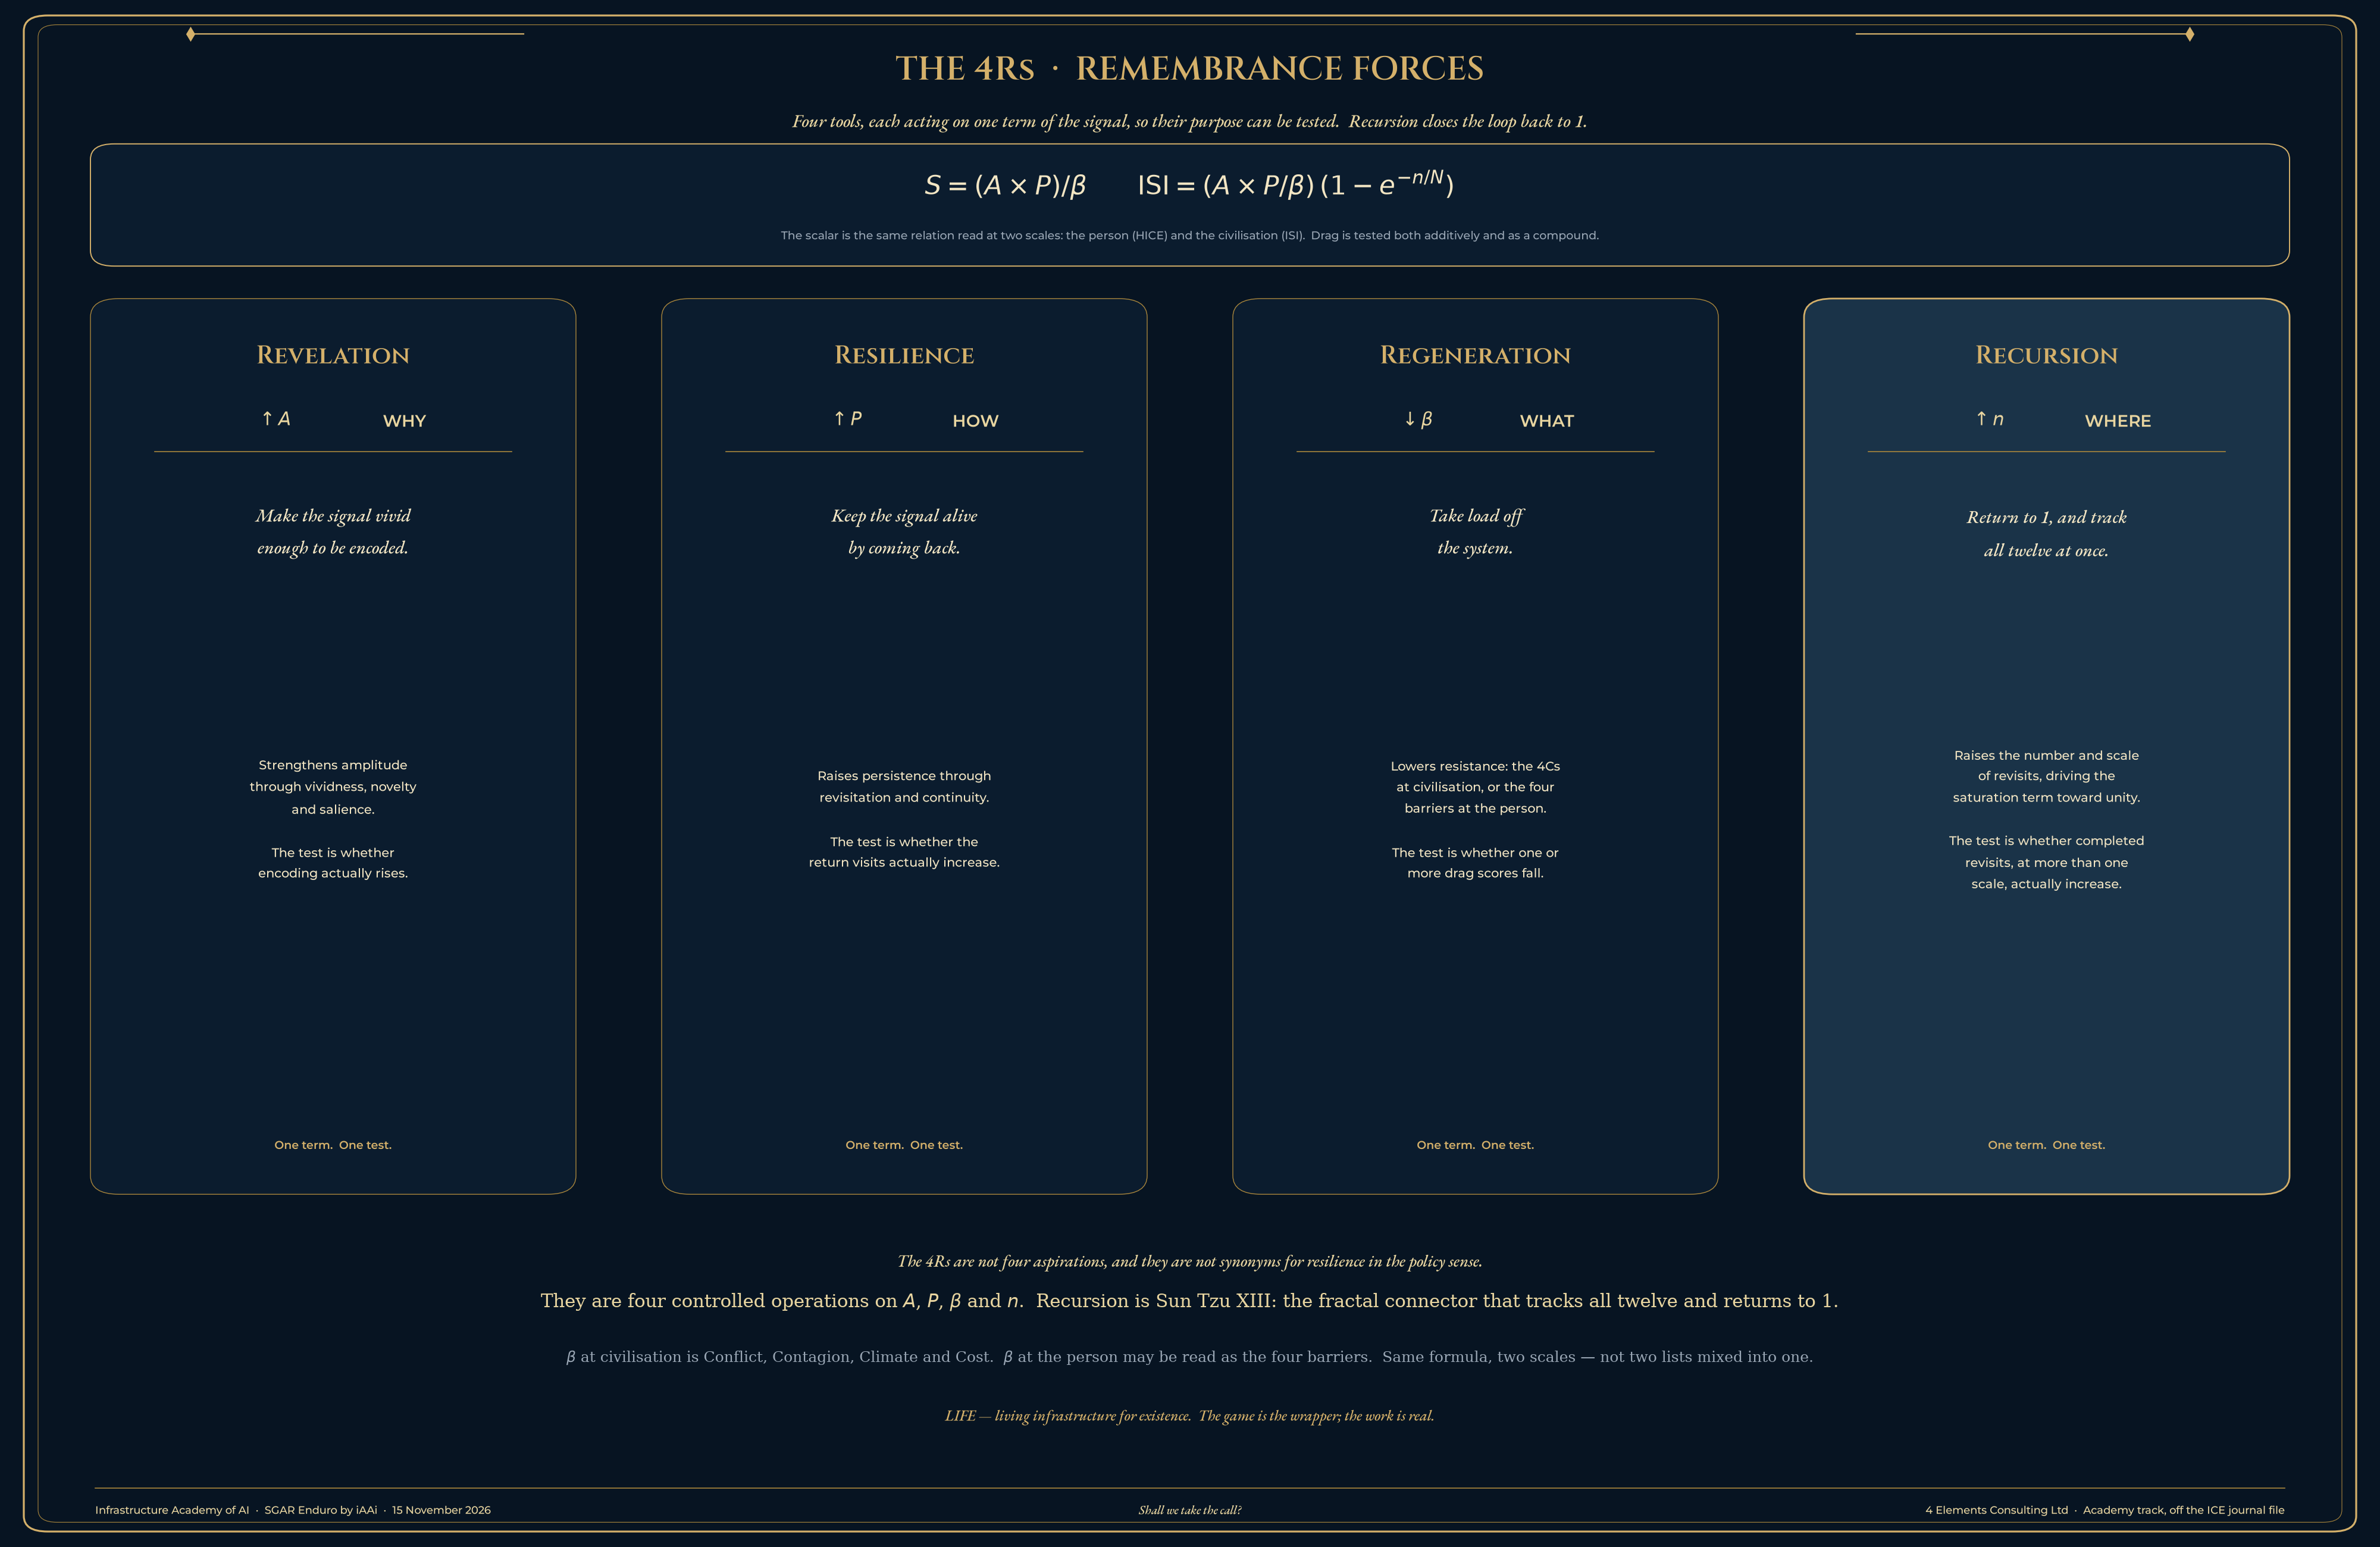 THE 4Rs · REMEMBRANCE FORCES
Four tools, each acting on one term of the signal, so their purpose can be tested. Recursion closes the loop back to 1.
S = (A × P)/β ISI = (A × P/β) (1 − e^{−n/N})
The scalar is the same relation read at two scales: the person (HICE) and the civilisation (ISI). Drag is tested both additively and as a compound.
REVELATION
↑ A WHY
Make the signal vivid
enough to be encoded.
Strengthens amplitude
through vividness, novelty
and salience.
The test is whether
encoding actually rises.
One term. One test.
RESILIENCE
↑ P HOW
Keep the signal alive
by coming back.
Raises persistence through
revisitation and continuity.
The test is whether the
return visits actually increase.
One term. One test.
REGENERATION
↓ β WHAT
Take load off
the system.
Lowers resistance: the 4Cs
at civilisation, or the four
barriers at the person.
The test is whether one or
more drag scores fall.
One term. One test.
RECURSION
↑ n WHERE
Return to 1, and track
all twelve at once.
Raises the number and scale
of revisits, driving the
saturation term toward unity.
The test is whether completed
revisits, at more than one
scale, actually increase.
One term. One test.
The 4Rs are not four aspirations, and they are not synonyms for resilience in the policy sense.
They are four controlled operations on A, P, β and n. Recursion is Sun Tzu XIII: the fractal connector that tracks all twelve and returns to 1.
β at civilisation is Conflict, Contagion, Climate and Cost. β at the person may be read as the four barriers. Same formula, two scales — not two lists mixed into one.
LIFE — living infrastructure for existence. The game is the wrapper; the work is real.
Infrastructure Academy of AI · SGAR Enduro by iAAi · 15 November 2026
Shall we take the call?
4 Elements Consulting Ltd · Academy track, off the ICE journal file